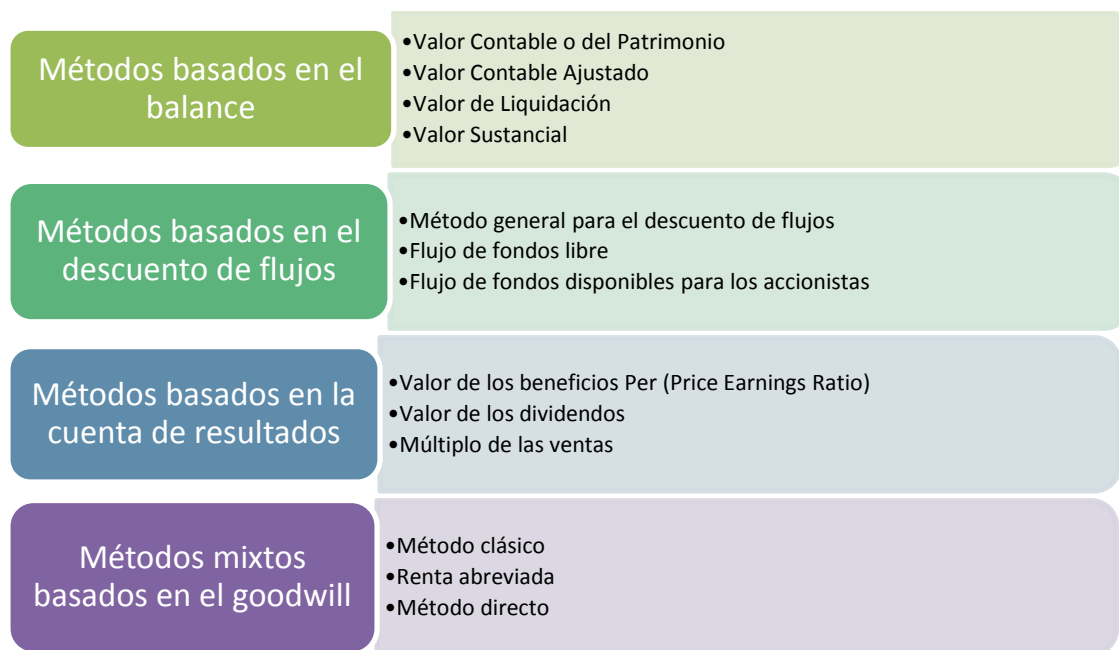 Métodos basados en el
balance
•Valor Contable o del Patrimonio
•Valor Contable Ajustado
•Valor de Liquidación
•Valor Sustancial
Métodos basados en el
descuento de flujos
•Método general para el descuento de flujos
•Flujo de fondos libre
•Flujo de fondos disponibles para los accionistas
Métodos basados en la
cuenta de resultados
•Valor de los beneficios Per (Price Earnings Ratio)
•Valor de los dividendos
•Múltiplo de las ventas
Métodos mixtos
basados en el goodwill
•Método clásico
•Renta abreviada
•Método directo